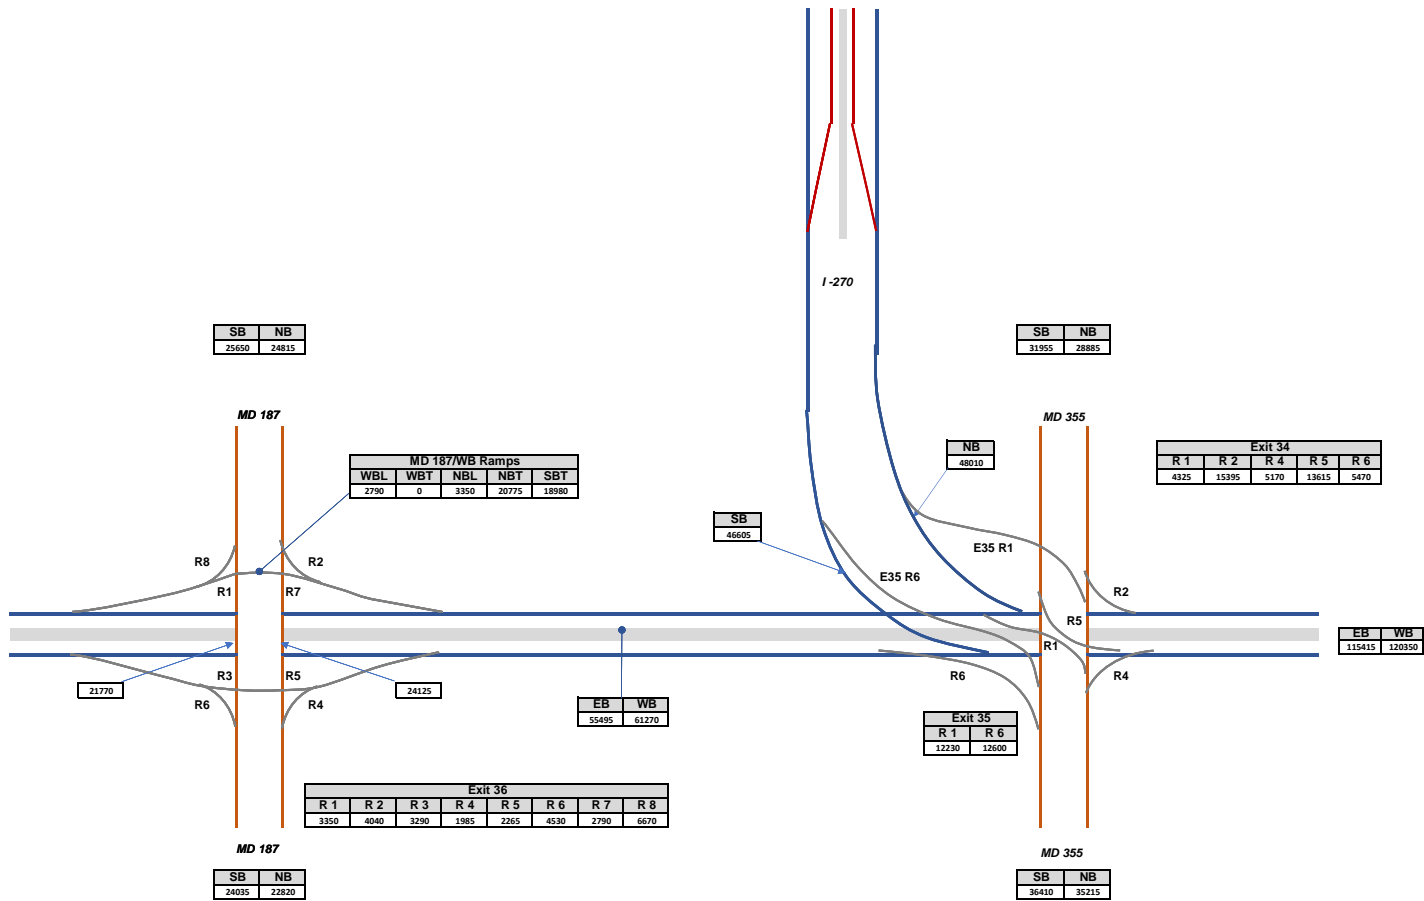 I -270
SB NB
25650 24815
SB NB
31955 28885
MD 187
MD 355
MD 187/WB Ramps
WBL WBT NBL NBT SBT
2790 0 3350 20775 18980
NB
48010
Exit 34
R 1 R 2 R 4 R 5 R 6
4325 15395 5170 13615 5470
SB
46605
R8
R2
R1
R7
E35 R1
E35 R6
R2
R5
R1
EB WB
115415 120350
R3
R5
R6
R4
21770
24125
R6
R4
EB WB
55495 61270
Exit 35
R 1 R 6
12230 12600
Exit 36
R 1 R 2 R 3 R 4 R 5 R 6 R 7 R 8
3350 4040 3290 1985 2265 4530 2790 6670
MD 187
MD 355
SB NB
24035 22820
SB NB
36410 35215